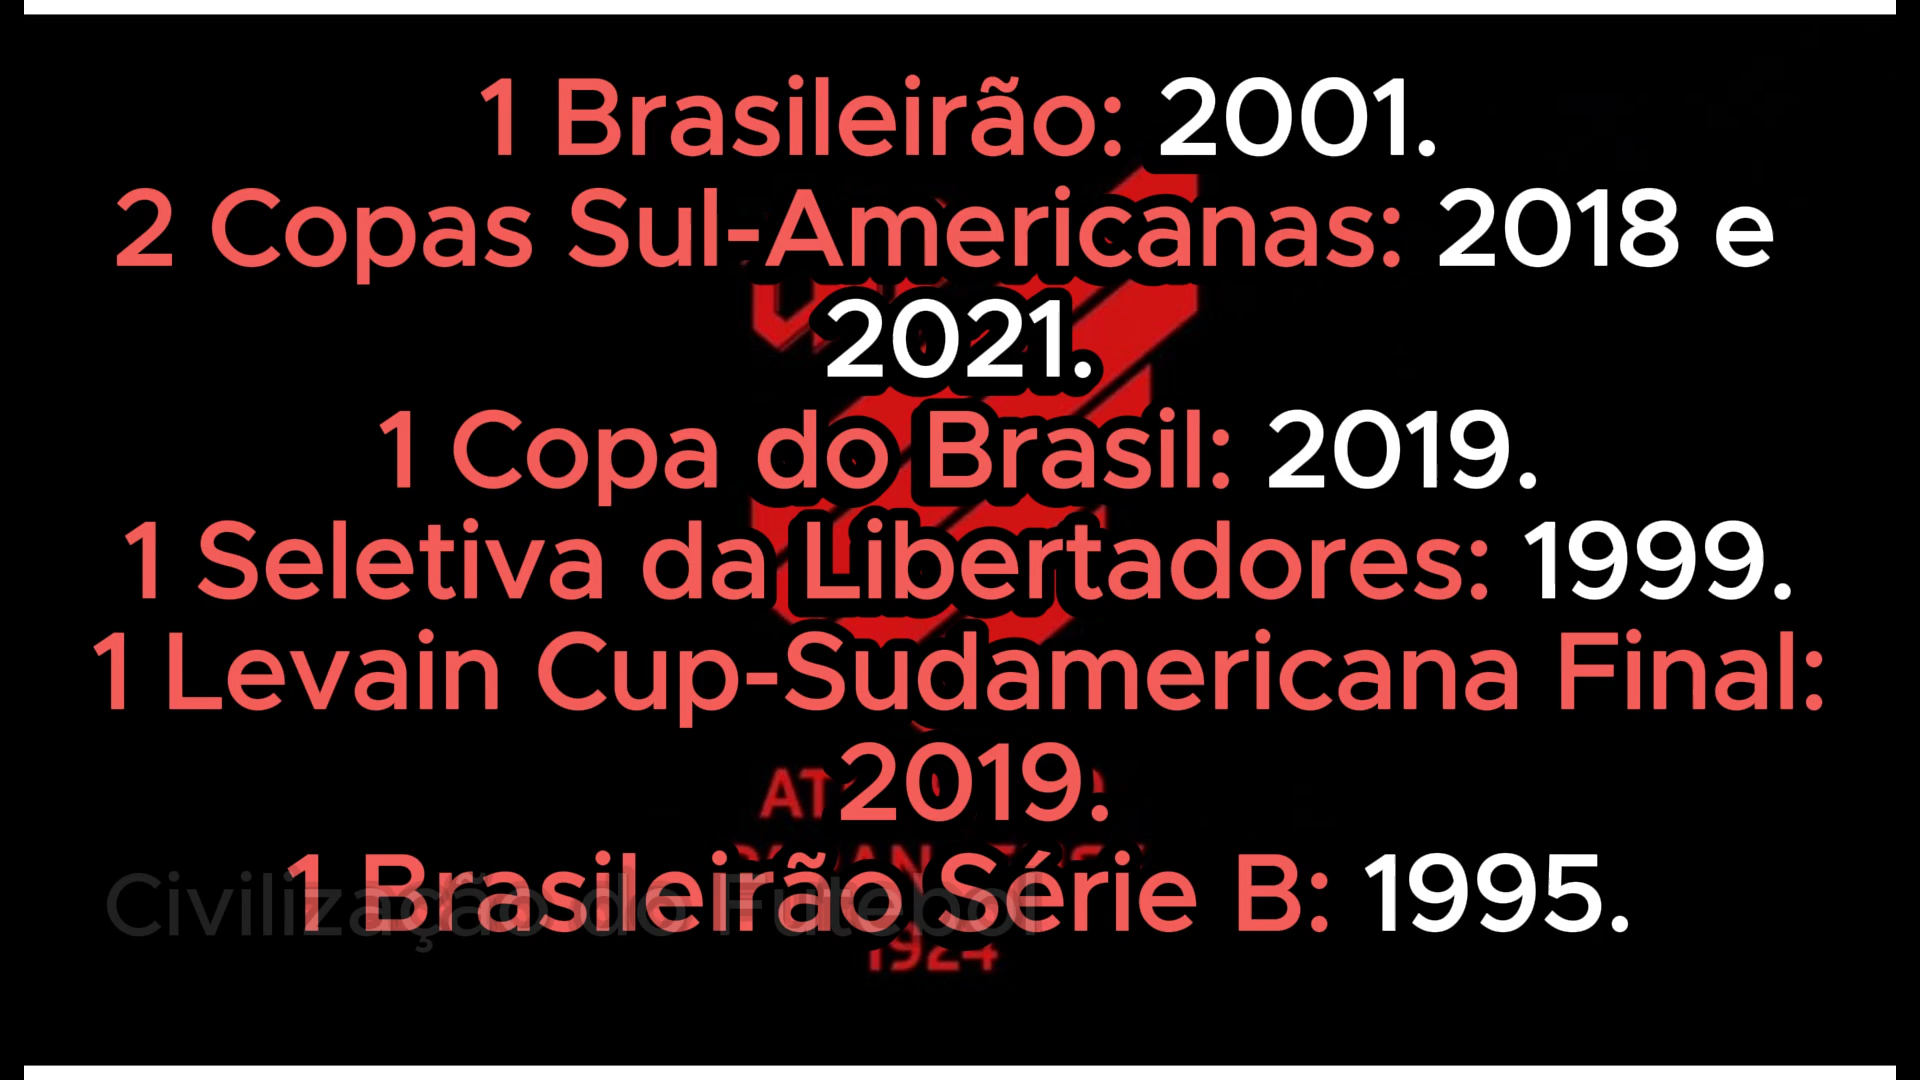 1 Brasileirão: 2001.
2 Copas Sul-Americanas: 2018 e
2021.
1 Copa do Brasil: 2019.
1 Seletiva da Libertadores: 1999.
1 Levain Cup-Sudamericana Final:
2019.
1 Brasileirão Série B: 1995.
Civilização do Futebol
1924